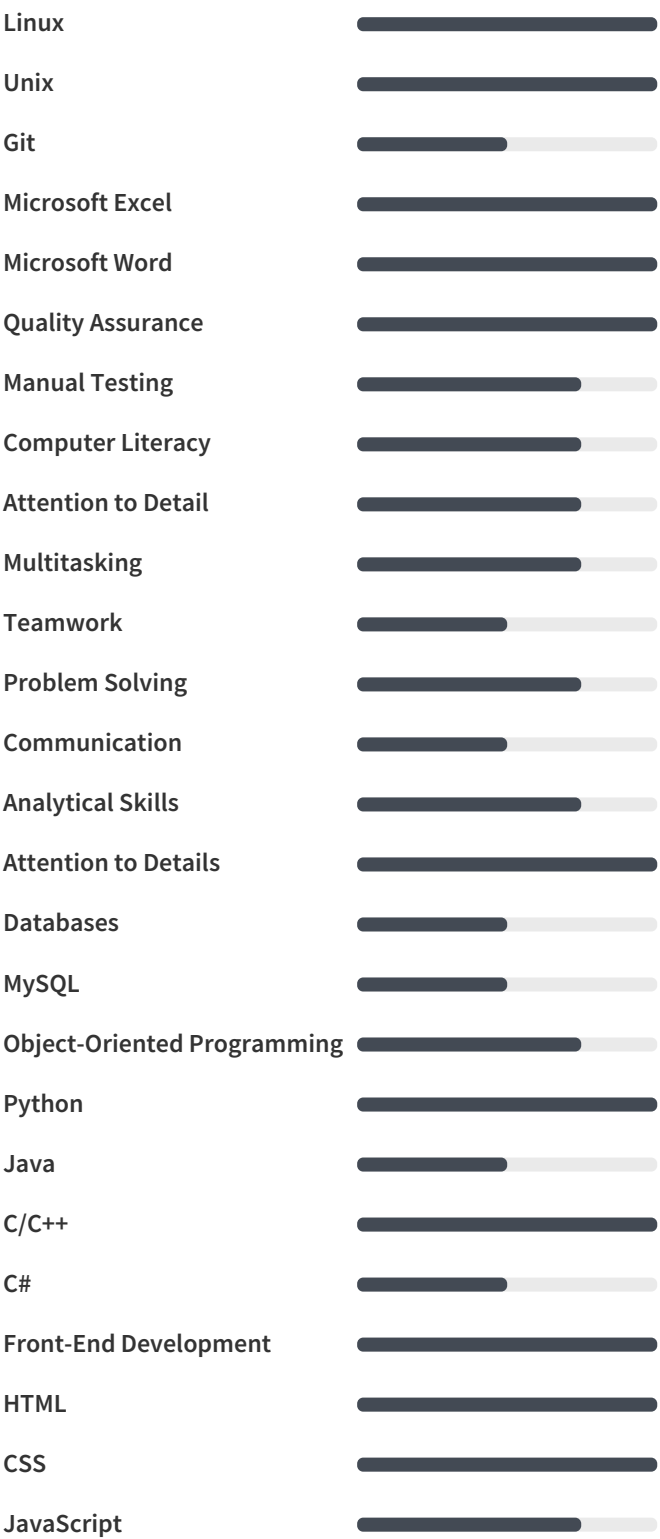 Linux
Unix
Git
Microsoft Excel
Microsoft Word
Quality Assurance
Manual Testing
Computer Literacy
Attention to Detail
Multitasking
Teamwork
Problem Solving
Communication
Analytical Skills
Attention to Details
Databases
MySQL
Object-Oriented Programming
Python
Java
C/C++
C#
Front-End Development
HTML
CSS
JavaScript